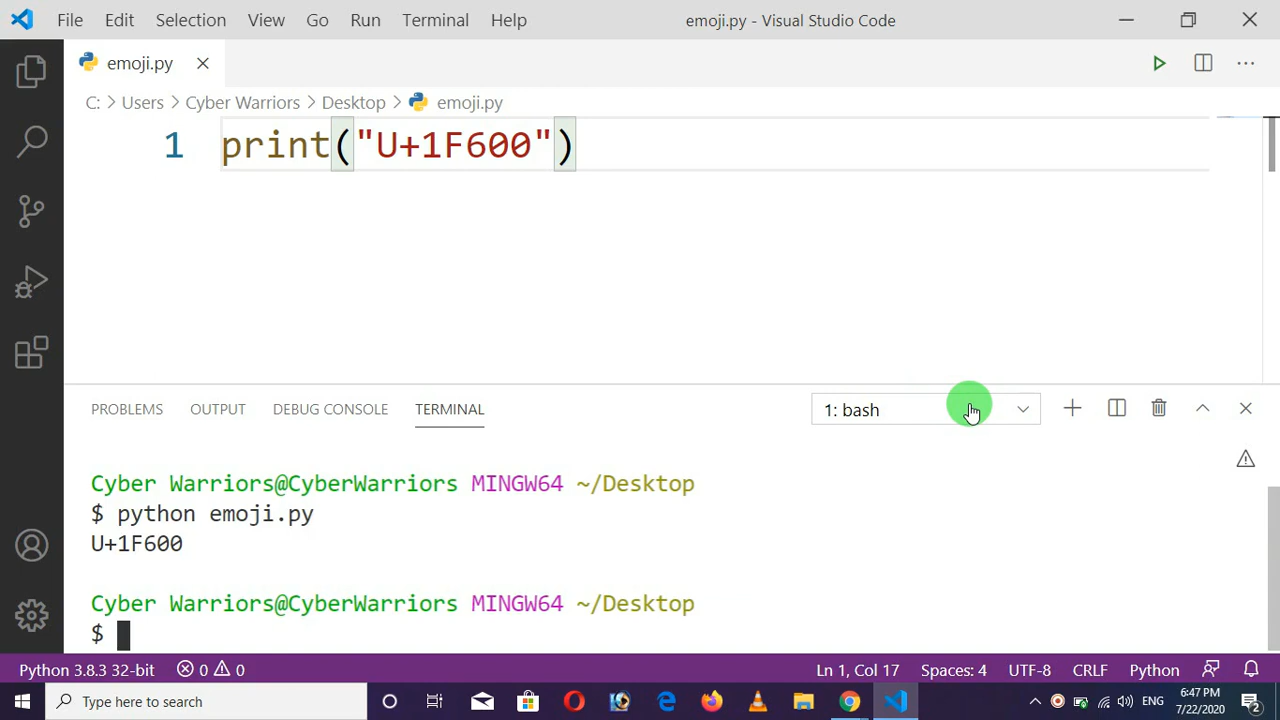 File Edit Selection View Go Run Terminal Help emoji.py - Visual Studio Code
emoji.py
C: > Users > Cyber Warriors > Desktop > emoji.py
1 print("U+1F600")
PROBLEMS OUTPUT DEBUG CONSOLE TERMINAL 1: bash
Cyber Warriors@CyberWarriors MINGW64 ~/Desktop
$ python emoji.py
U+1F600
Cyber Warriors@CyberWarriors MINGW64 ~/Desktop
$
Python 3.8.3 32-bit 0 0 Ln 1, Col 17 Spaces: 4 UTF-8 CRLF Python
Type here to search ENG 6:47 PM
7/22/2020 2